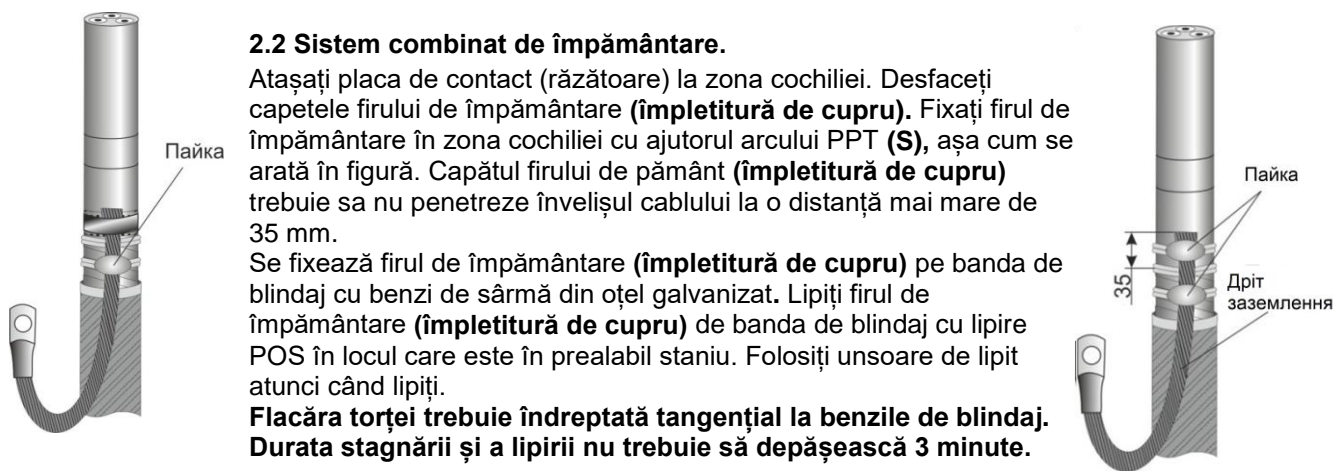 2.2 Sistem combinat de împământare.
Atașați placa de contact (răzătoare) la zona cochiliei. Desfaceți
capetele firului de împământare (împletitură de cupru). Fixați firul de
împământare în zona cochiliei cu ajutorul arcului PPT (S), așa cum se
arată în figură. Capătul firului de pământ (împletitură de cupru)
trebuie sa nu penetreze învelișul cablului la o distanță mai mare de
35 mm.
Se fixează firul de împământare (împletitură de cupru) pe banda de
blindaj cu benzi de sârmă din oțel galvanizat. Lipiți firul de
împământare (împletitură de cupru) de banda de blindaj cu lipire
POS în locul care este în prealabil staniu. Folosiți unsoare de lipit
atunci când lipiți.
Flacăra torței trebuie îndreptată tangențial la benzile de blindaj.
Durata stagnării și a lipirii nu trebuie să depășească 3 minute.
Пайка
Пайка
35
Дріт
заземлення